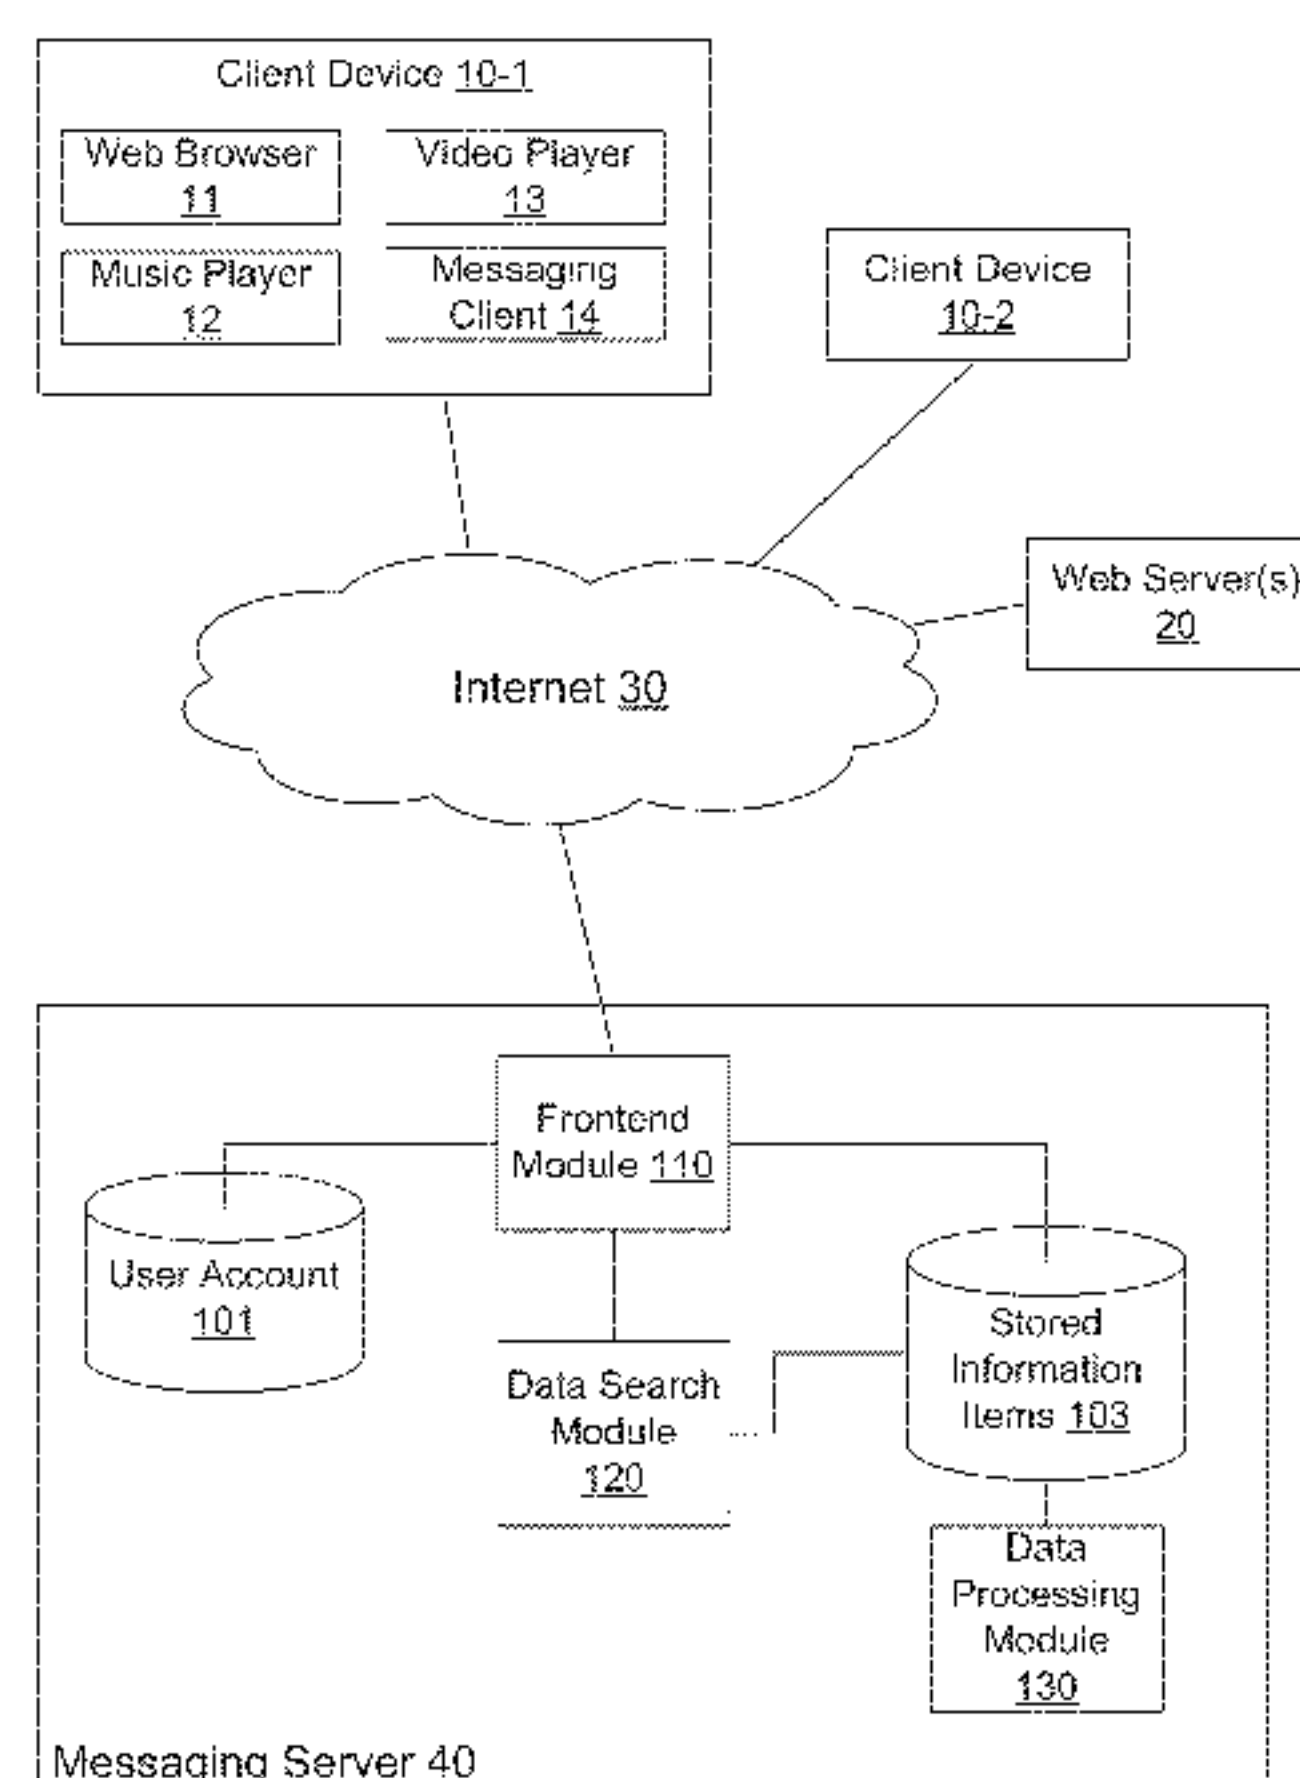 Client Device 10-1
Web Browser
11
Video Player
13
Music Player
12
Messaging
Client 14
Client Device
10-2
Web Server(s)
20
Internet 30
Frontend
Module 110
User Account
101
Data Search
Module
120
Stored
Information
Items 103
Data
Processing
Module
130
Messaging Server 40